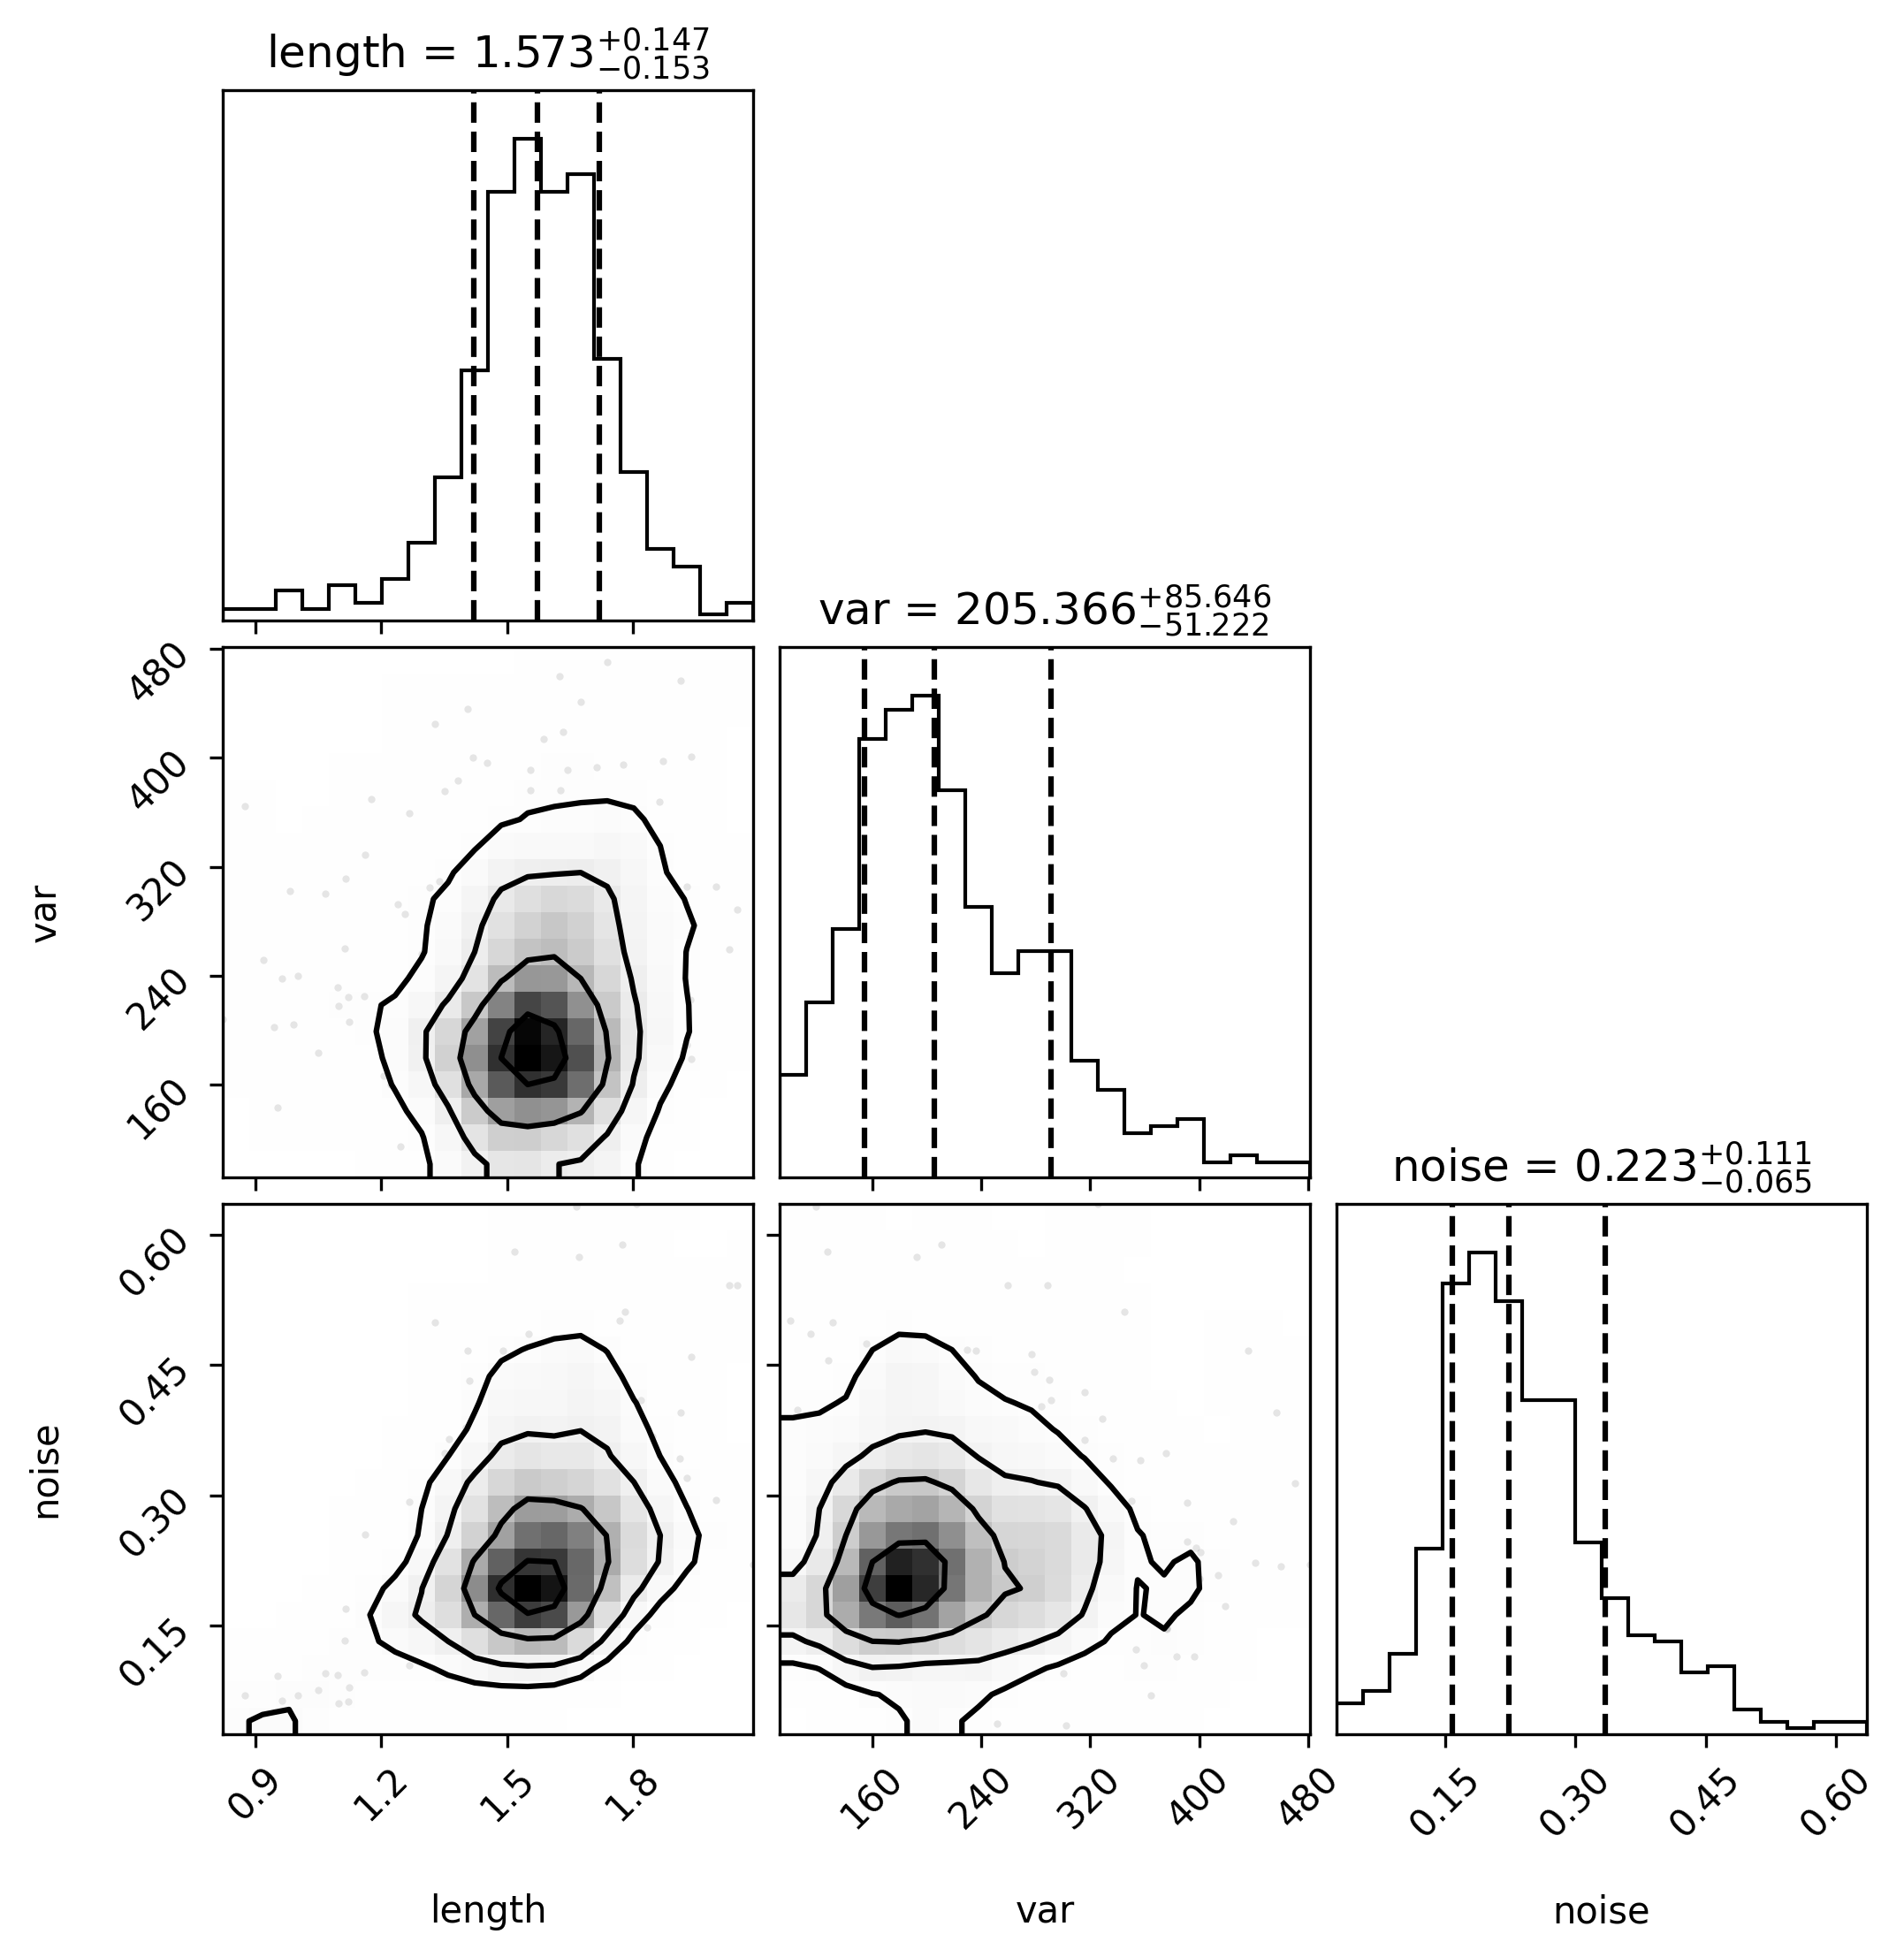 length = 1.573+0.147−0.153
var = 205.366+85.646−51.222
480
400
320
240
160
var
noise = 0.223+0.111−0.065
0.60
0.45
0.30
0.15
noise
0.9 1.2 1.5 1.8 160 240 320 400 480 0.15 0.30 0.45 0.60
length var noise